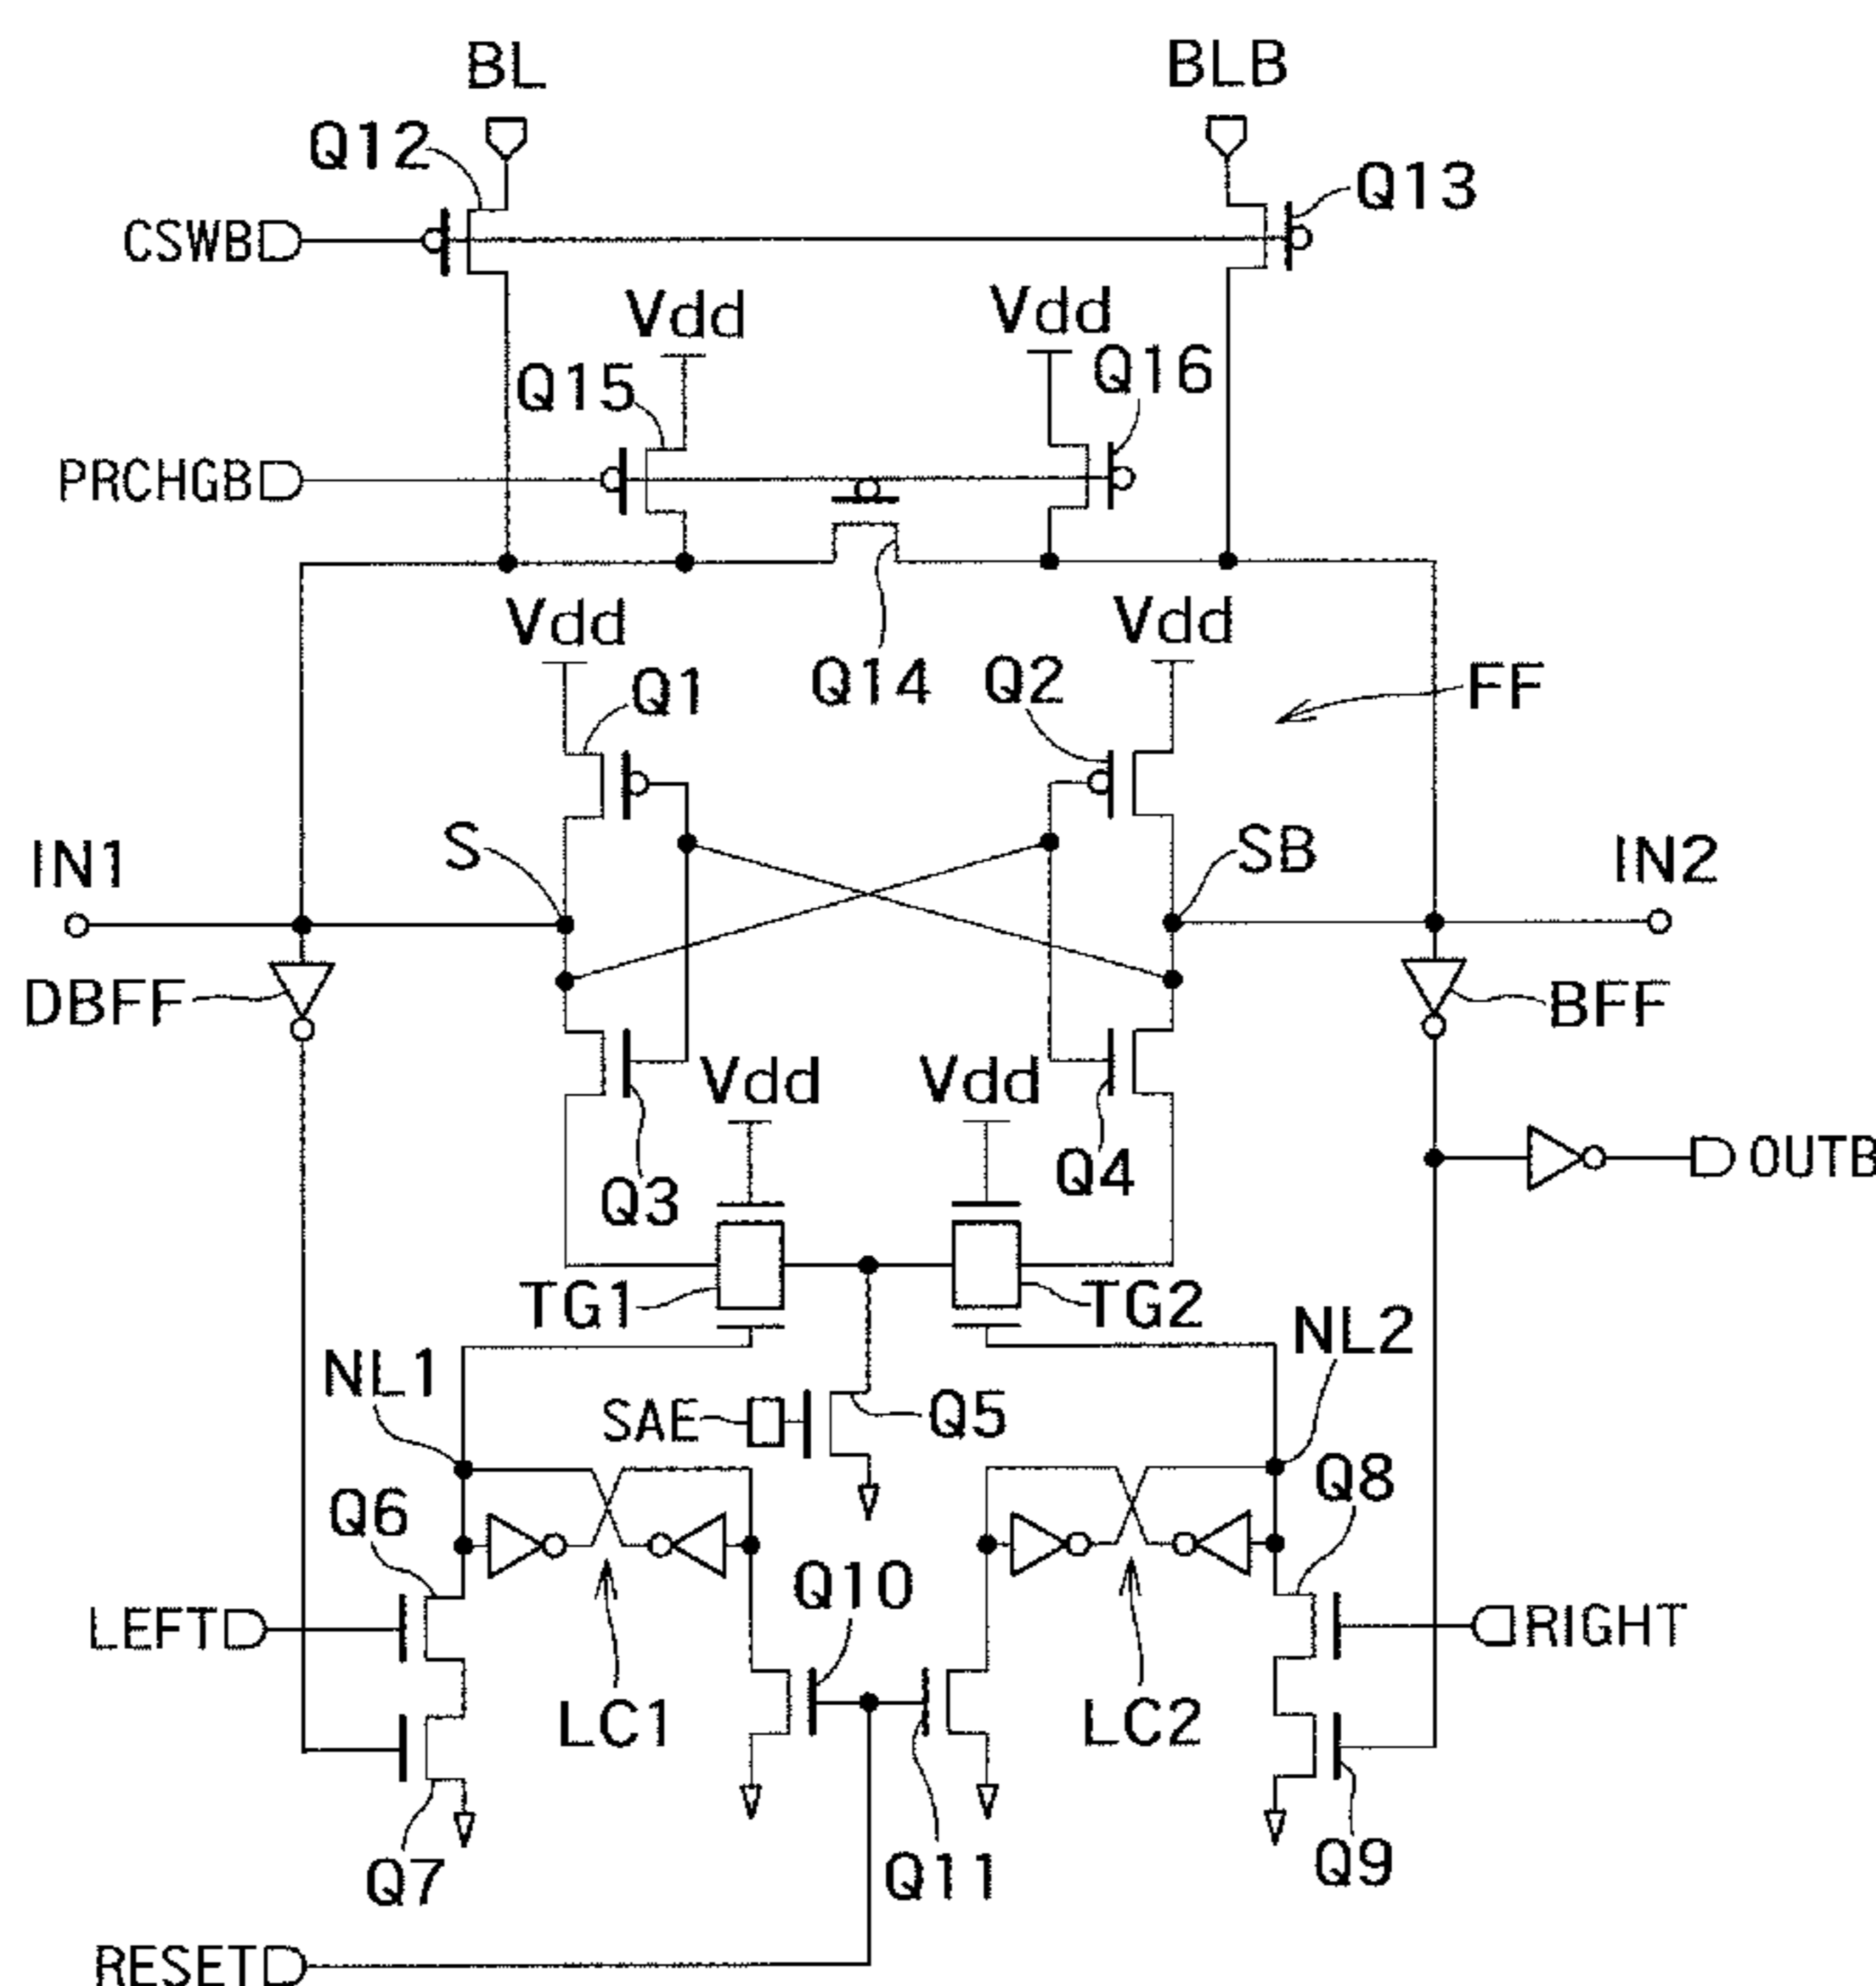 BL
BLB
Q12
Q13
CSWB
Vdd
Vdd
Q15
Q16
PRCHGB
Vdd
Vdd
Q1
Q14
Q2
FF
S
SB
IN1
IN2
DBFF
BFF
Vdd
Vdd
Q3
Q4
OUTB
TG1
TG2
NL1
NL2
SAE
Q5
Q6
Q8
Q10
LEFT
RIGHT
LC1
LC2
Q7
Q11
Q9
RESET